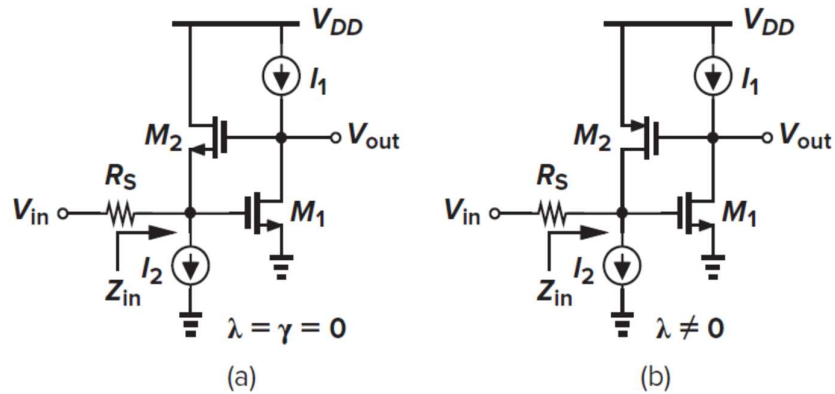 V_DD
I_1
M_2
V_out
R_S
V_in
M_1
I_2
Z_in
λ = γ = 0
(a)
V_DD
I_1
M_2
V_out
R_S
V_in
M_1
I_2
Z_in
λ ≠ 0
(b)